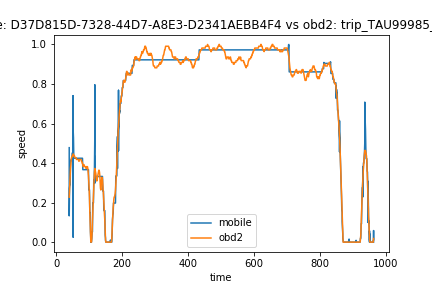 e: D37D815D-7328-44D7-A8E3-D2341AEBB4F4 vs obd2: trip_TAU99985_
1.0
0.8
0.6
0.4
0.2
0.0
speed
0 200 400 600 800 1000
time
mobile
obd2